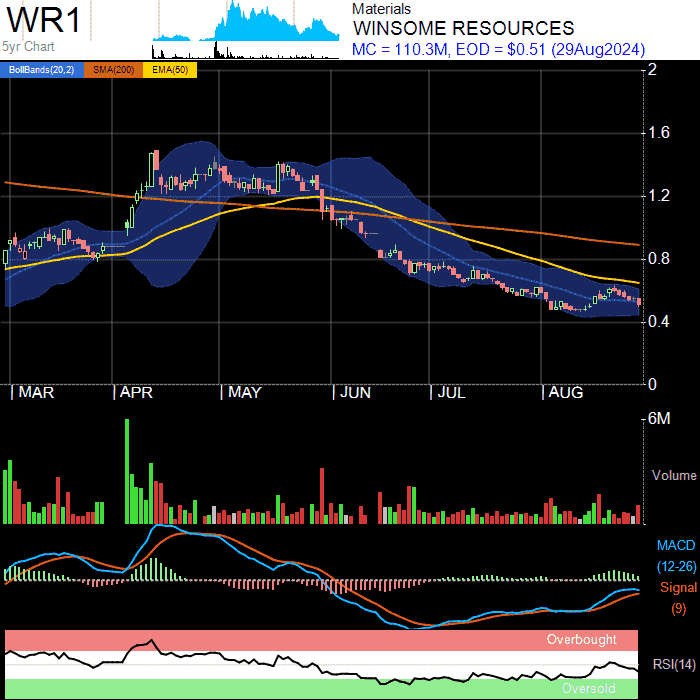 WR1
5yr Chart
Materials
WINSOME RESOURCES
MC = 110.3M, EOD = $0.51 (29Aug2024)
BollBands(20,2) SMA(200) EMA(50)
2
1.6
1.2
0.8
0.4
0
MAR APR MAY JUN JUL AUG
6M
Volume
MACD
(12-26)
Signal
(9)
Overbought
RSI(14)
Oversold